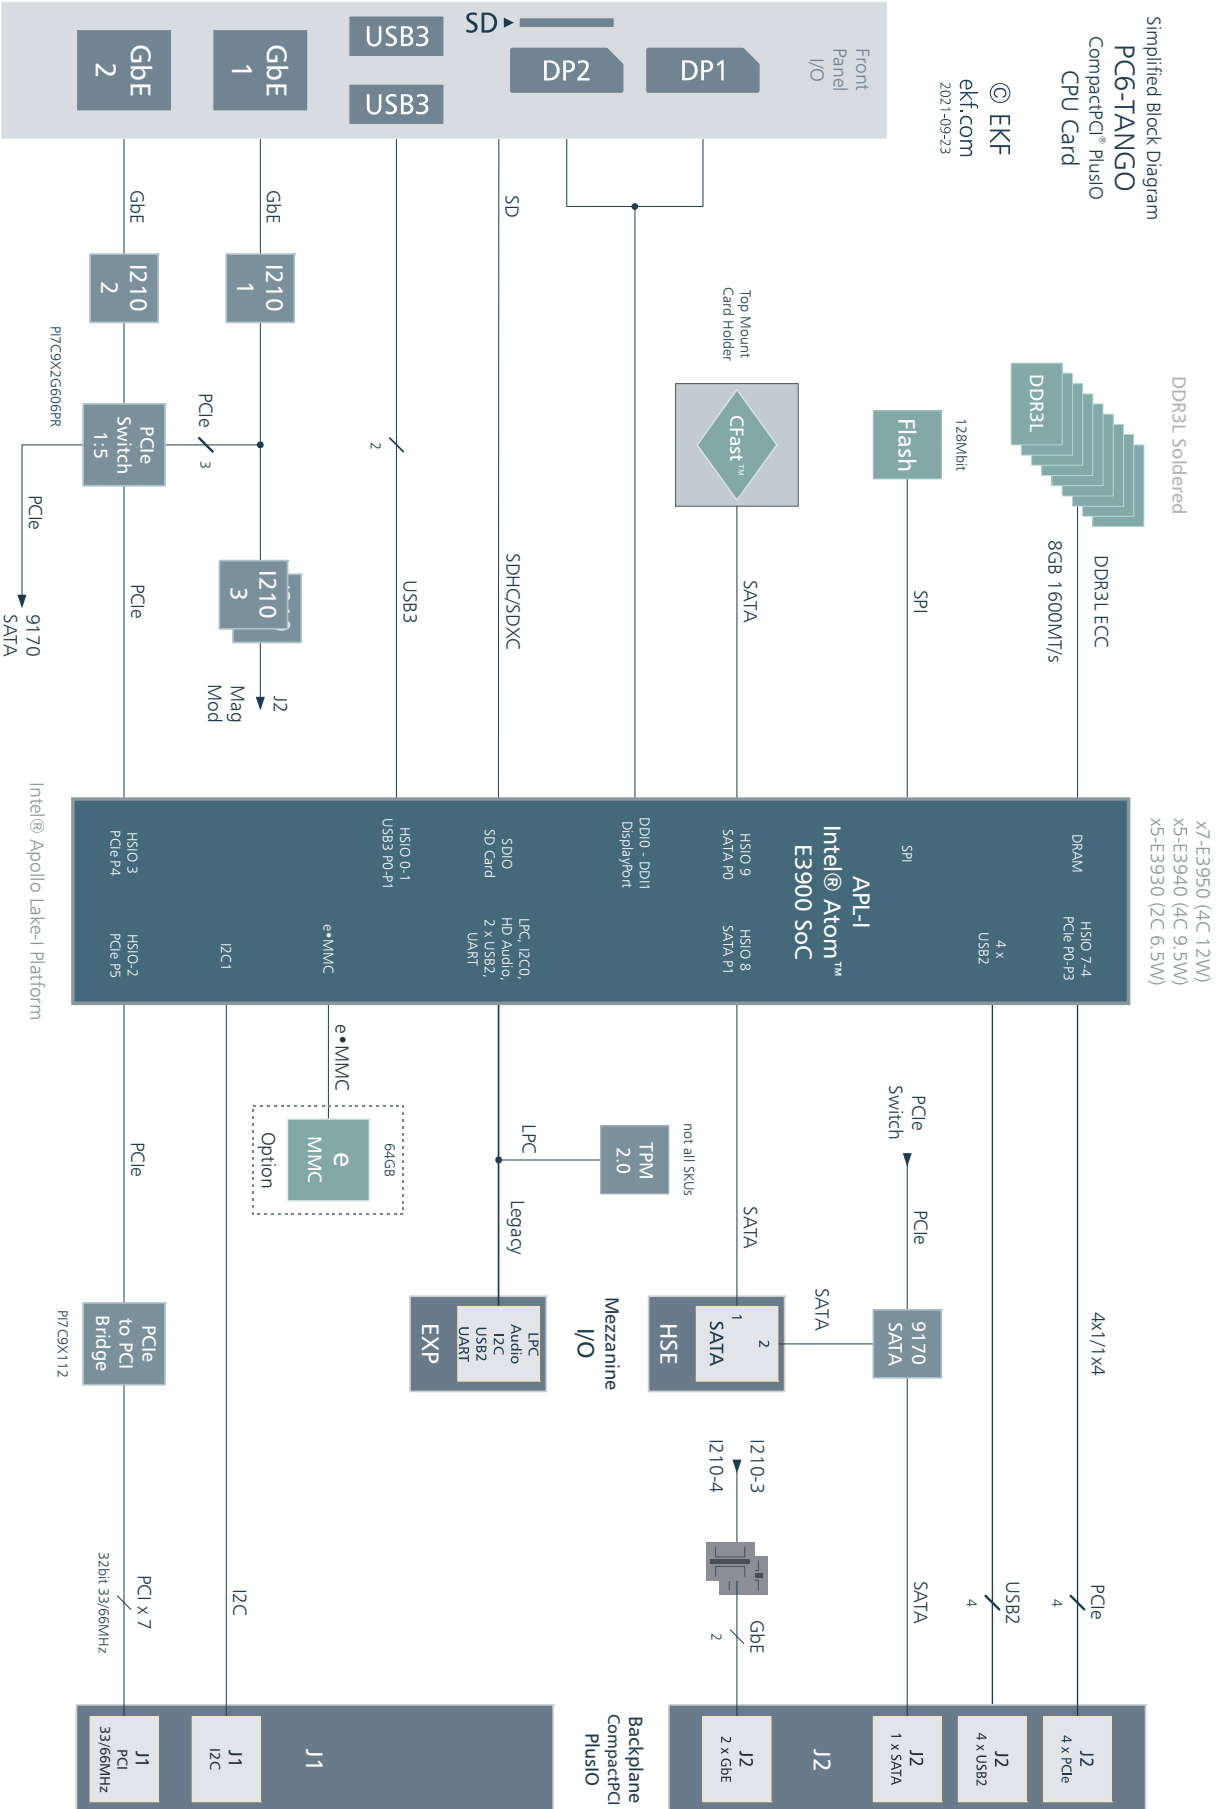 Simplified Block Diagram
PC6-TANGO
CompactPCI® PlusIO
CPU Card
© EKF
ekf.com
2021-09-23
DDR3L Soldered
DDR3L
DDR3L ECC
8GB 1600MT/s
x7-E3950 (4C 12W)
x5-E3940 (4C 9.5W)
x5-E3930 (2C 6.5W)
128Mbit
Flash
SPI
Top Mount
Card Holder
CFast™
SATA
Front
Panel
I/O
DP1
DP2
SD
USB3
USB3
GbE
1
GbE
2
SD
SDHC/SDXC
2
USB3
GbE
I210
1
GbE
I210
2
PCIe
3
I210
3
J2
Mag
Mod
PCIe
Switch
1:5
PI7C9X2G606PR
PCIe
PCIe
9170
SATA
DRAM
HSIO 7-4
PCIe P0-P3
4 x
USB2
SPI
APL-I
Intel® Atom™
E3900 SoC
HSIO 9
SATA P0
HSIO 8
SATA P1
DDI0 - DDI1
DisplayPort
SDIO
SD Card
LPC, I2C0,
HD Audio,
2 x USB2,
UART
HSIO 0-1
USB3 P0-P1
e•MMC
I2C1
HSIO 3
PCIe P4
HSIO-2
PCIe P5
Intel® Apollo Lake-I Platform
4x1/1x4
PCIe
4
USB2
4
PCIe
Switch
PCIe
9170
SATA
SATA
SATA
SATA
1
2
SATA
HSE
I210-3
I210-4
GbE
2
not all SKUs
TPM
2.0
LPC
Legacy
Mezzanine
I/O
LPC
Audio
I2C
USB2
UART
EXP
e•MMC
64GB
e
MMC
Option
I2C
PCIe
PCIe
to PCI
Bridge
PI7C9X112
PCI x 7
32bit 33/66MHz
J2
4 x PCIe
J2
4 x USB2
J2
1 x SATA
J2
J2
2 x GbE
Backplane
CompactPCI
PlusIO
J1
J1
I2C
J1
PCI
33/66MHz